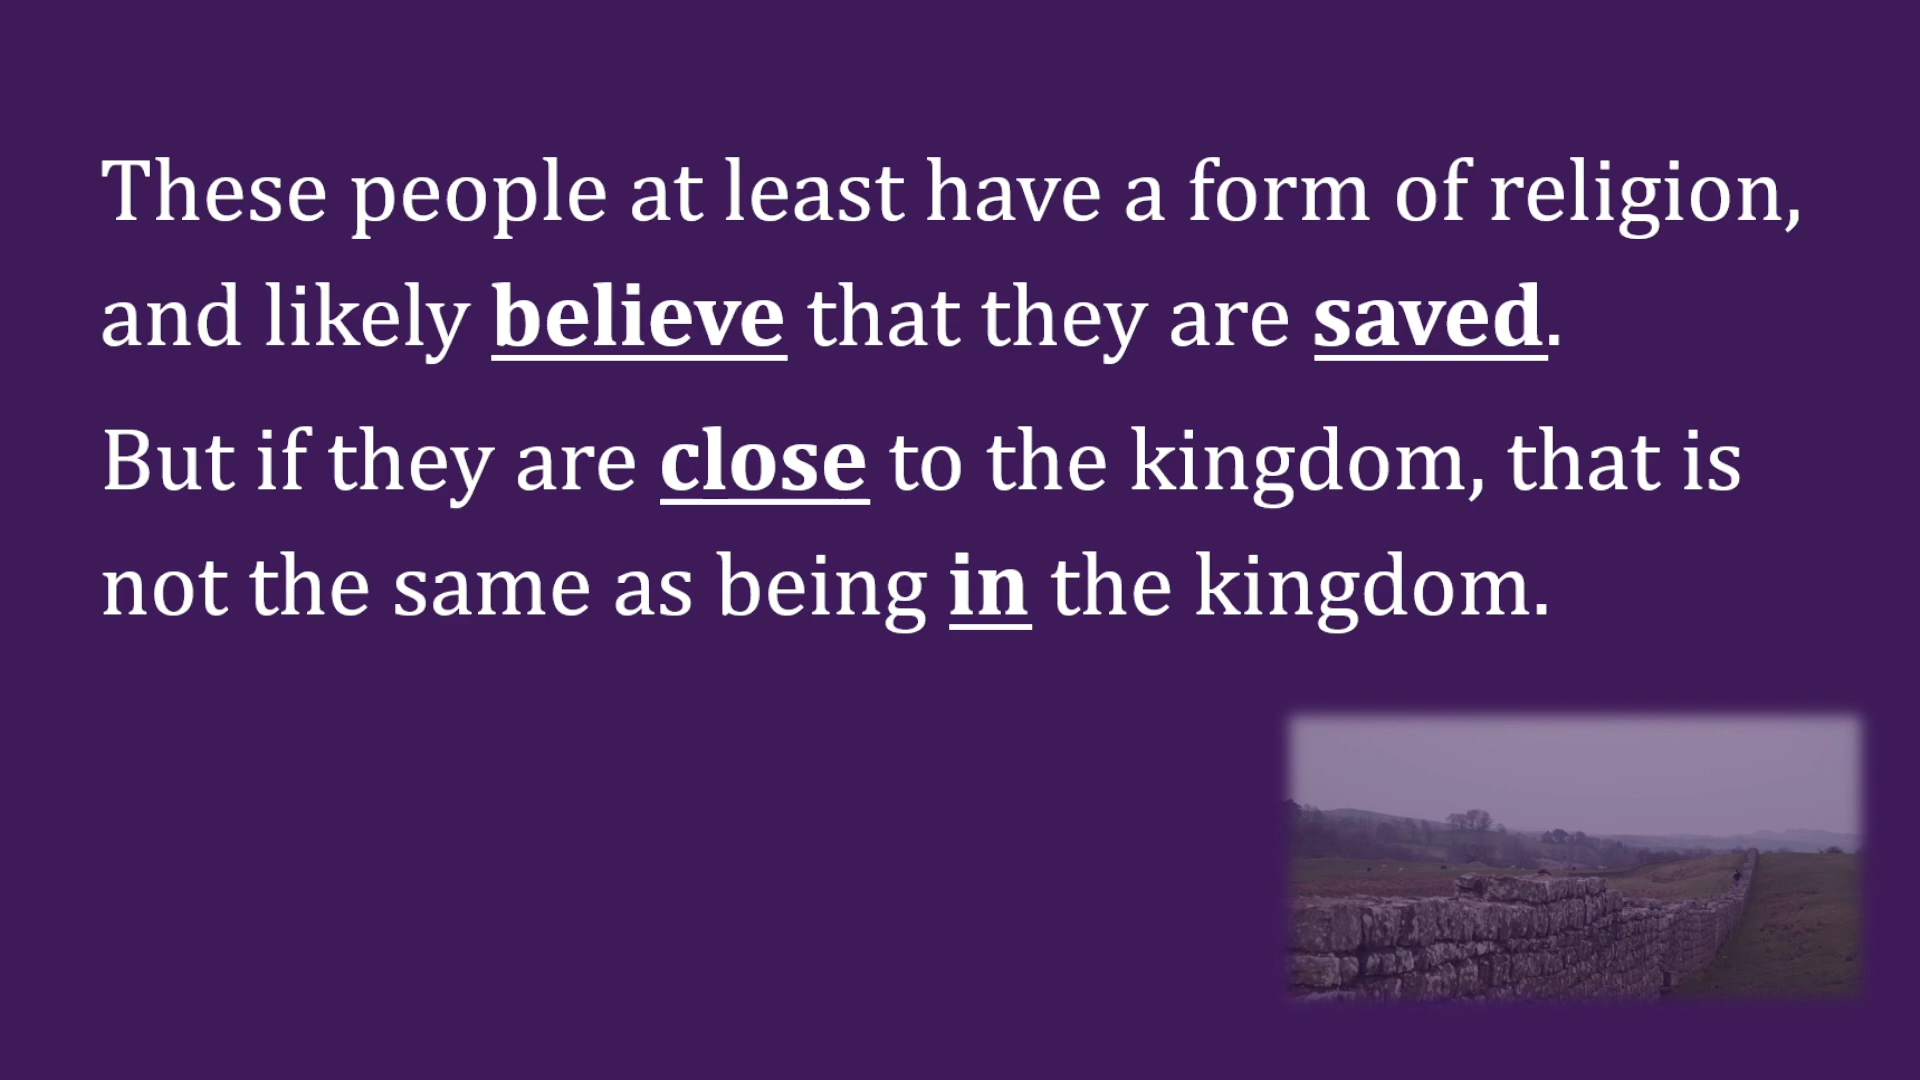 These people at least have a form of religion,
and likely believe that they are saved.
But if they are close to the kingdom, that is
not the same as being in the kingdom.